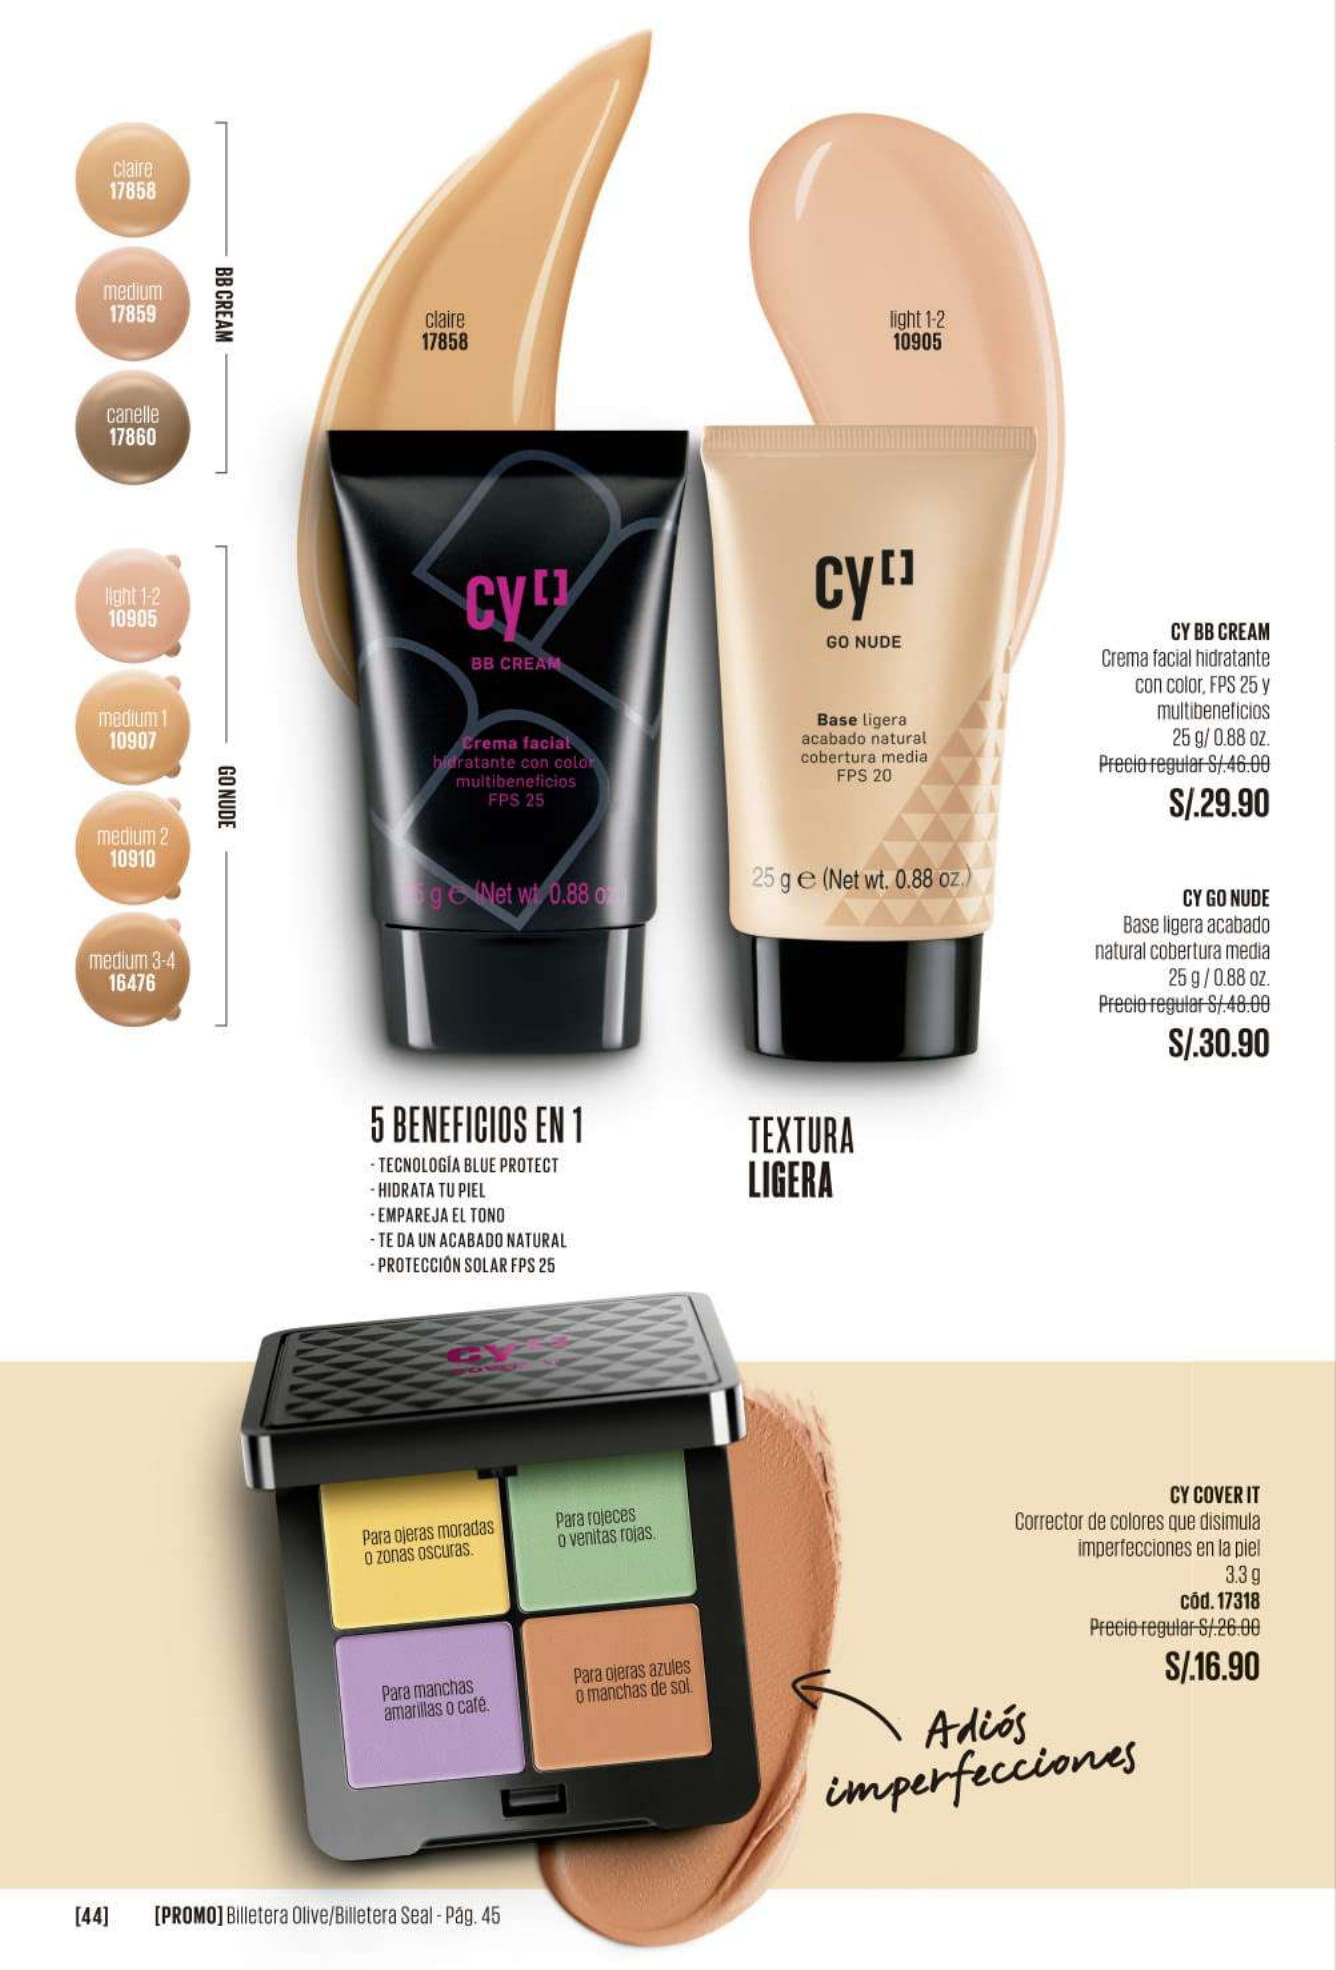 claire
17858
medium
17859
canelle
17860
BB CREAM
light 1-2
10905
medium 1
10907
medium 2
10910
medium 3-4
16476
GO NUDE
claire
17858
light 1-2
10905
cy[]
BB CREAM
Crema facial
hidratante con color
multibeneficios
FPS 25
5 g e (Net wt. 0.88 oz
cy[]
GO NUDE
Base ligera
acabado natural
cobertura media
FPS 20
25 g e (Net wt. 0.88 oz.)
CY BB CREAM
Crema facial hidratante
con color, FPS 25 y
multibeneficios
25 g/ 0.88 oz.
Precio regular S/.46.00
S/.29.90
CY GO NUDE
Base ligera acabado
natural cobertura media
25 g / 0.88 oz.
Precio regular S/.48.00
S/.30.90
5 BENEFICIOS EN 1
- TECNOLOGÍA BLUE PROTECT
- HIDRATA TU PIEL
- EMPAREJA EL TONO
- TE DA UN ACABADO NATURAL
- PROTECCIÓN SOLAR FPS 25
TEXTURA
LIGERA
cy[]
Para ojeras moradas
o zonas oscuras.
Para rojeces
o venitas rojas.
Para manchas
amarillas o café.
Para ojeras azules
o manchas de sol.
CY COVER IT
Corrector de colores que disimula
imperfecciones en la piel
3.3 g
cód. 17318
Precio regular S/.26.00
S/.16.90
Adiós
imperfecciones
[44]
[PROMO] Billetera Olive/Billetera Seal - Pág. 45